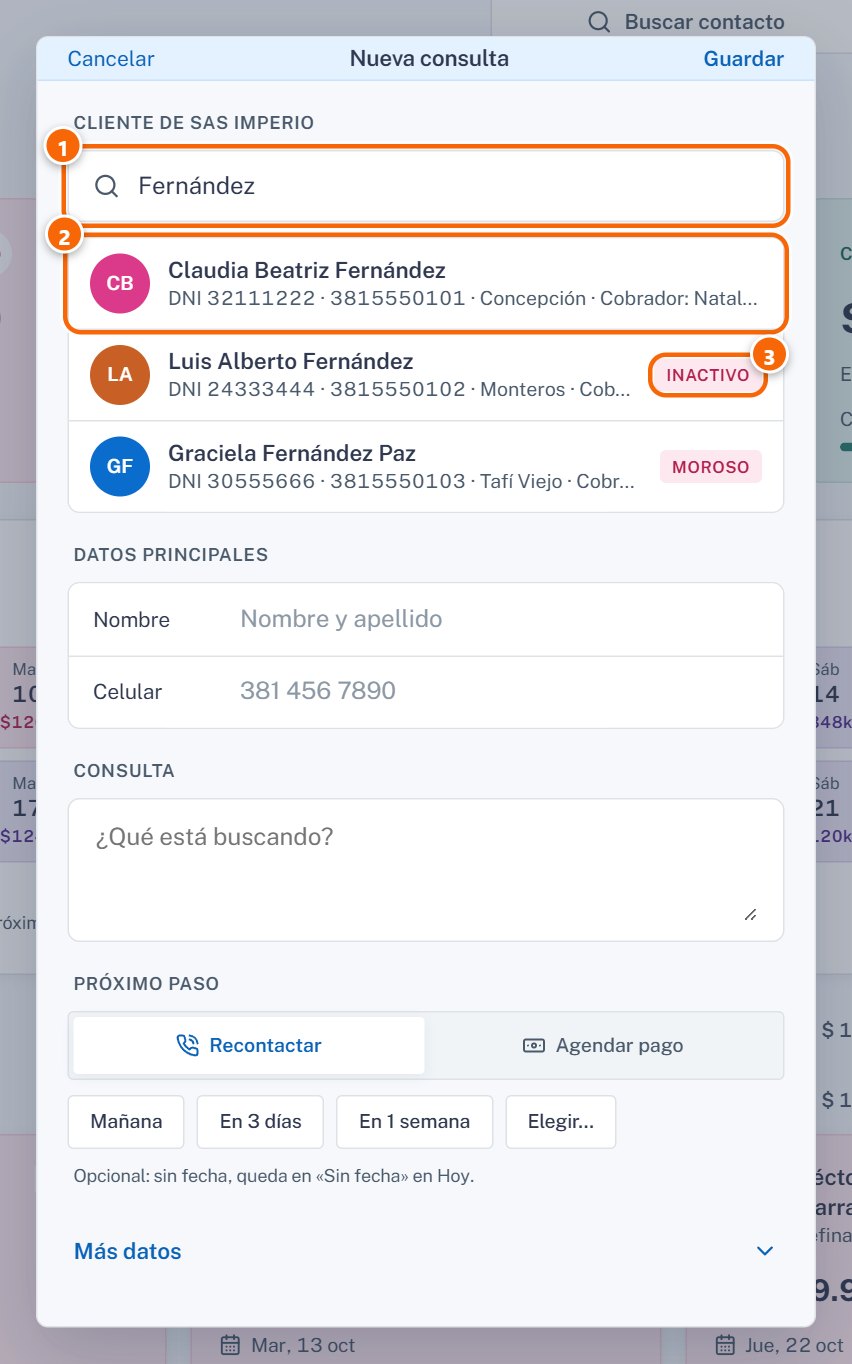 Buscar contacto
Cancelar
Nueva consulta
Guardar
CLIENTE DE SAS IMPERIO
1
Fernández
2
CB
Claudia Beatriz Fernández
DNI 32111222 · 3815550101 · Concepción · Cobrador: Natal...
LA
Luis Alberto Fernández
DNI 24333444 · 3815550102 · Monteros · Cob...
INACTIVO
3
GF
Graciela Fernández Paz
DNI 30555666 · 3815550103 · Tafí Viejo · Cobr...
MOROSO
DATOS PRINCIPALES
Nombre
Nombre y apellido
Celular
381 456 7890
CONSULTA
¿Qué está buscando?
PRÓXIMO PASO
Recontactar
Agendar pago
Mañana
En 3 días
En 1 semana
Elegir...
Opcional: sin fecha, queda en «Sin fecha» en Hoy.
Más datos
Mar, 13 oct
Jue, 22 oct